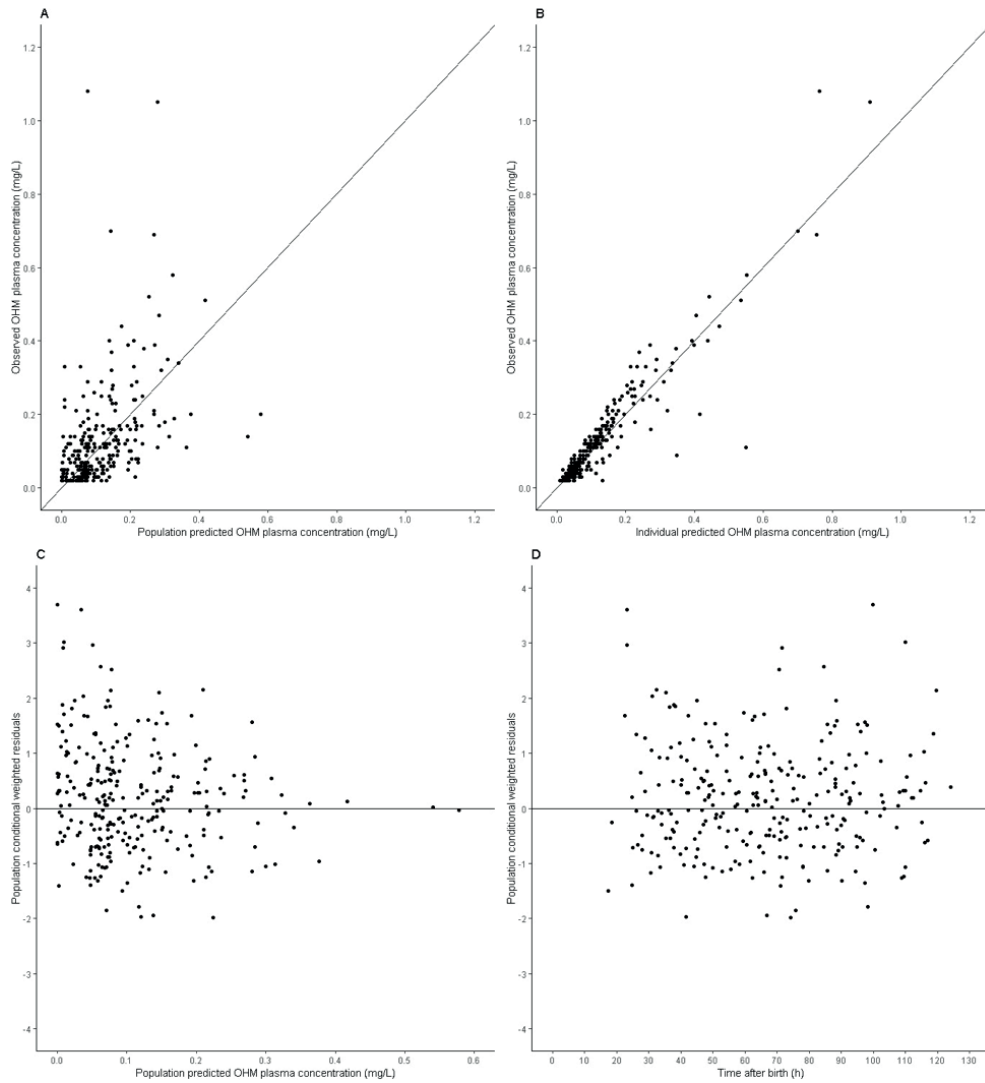 A
Observed OHM plasma concentration (mg/L)
1.2
1.0
0.8
0.6
0.4
0.2
0.0
0.0 0.2 0.4 0.6 0.8 1.0 1.2
Population predicted OHM plasma concentration (mg/L)
B
Observed OHM plasma concentration (mg/L)
1.2
1.0
0.8
0.6
0.4
0.2
0.0
0.0 0.2 0.4 0.6 0.8 1.0 1.2
Individual predicted OHM plasma concentration (mg/L)
C
Population conditional weighted residuals
4
3
2
1
0
-1
-2
-3
-4
0.0 0.1 0.2 0.3 0.4 0.5 0.6
Population predicted OHM plasma concentration (mg/L)
D
Population conditional weighted residuals
4
3
2
1
0
-1
-2
-3
-4
0 10 20 30 40 50 60 70 80 90 100 110 120 130
Time after birth (h)